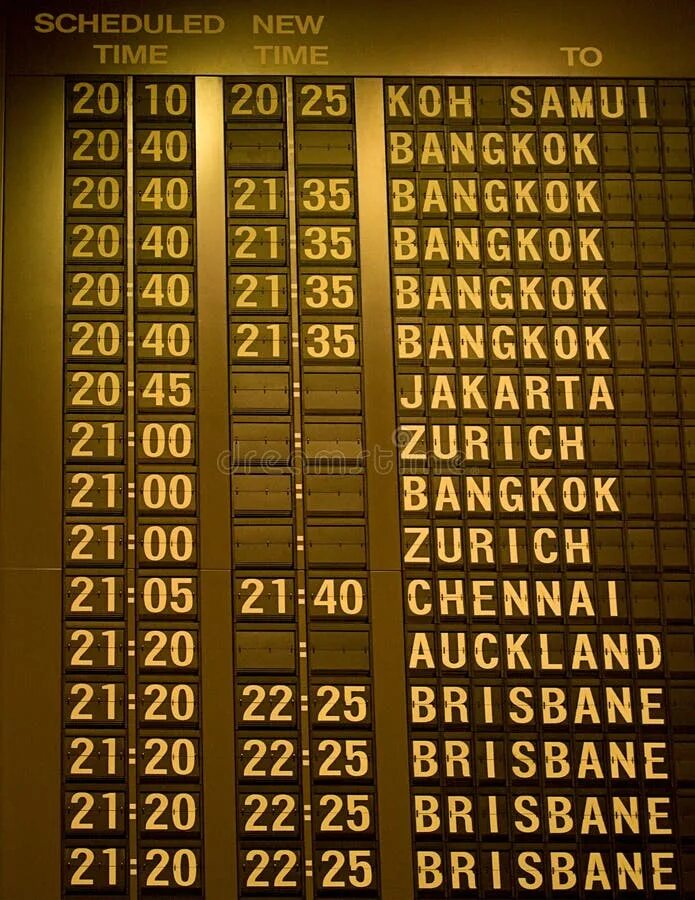 SCHEDULED TIME NEW TIME TO
20:10 20:25 KOH SAMUI
20:40 BANGKOK
20:40 21:35 BANGKOK
20:40 21:35 BANGKOK
20:40 21:35 BANGKOK
20:40 21:35 BANGKOK
20:45 JAKARTA
21:00 ZURICH
21:00 BANGKOK
21:00 ZURICH
21:05 21:40 CHENNAI
21:20 AUCKLAND
21:20 22:25 BRISBANE
21:20 22:25 BRISBANE
21:20 22:25 BRISBANE
21:20 22:25 BRISBANE
dreamstime.com